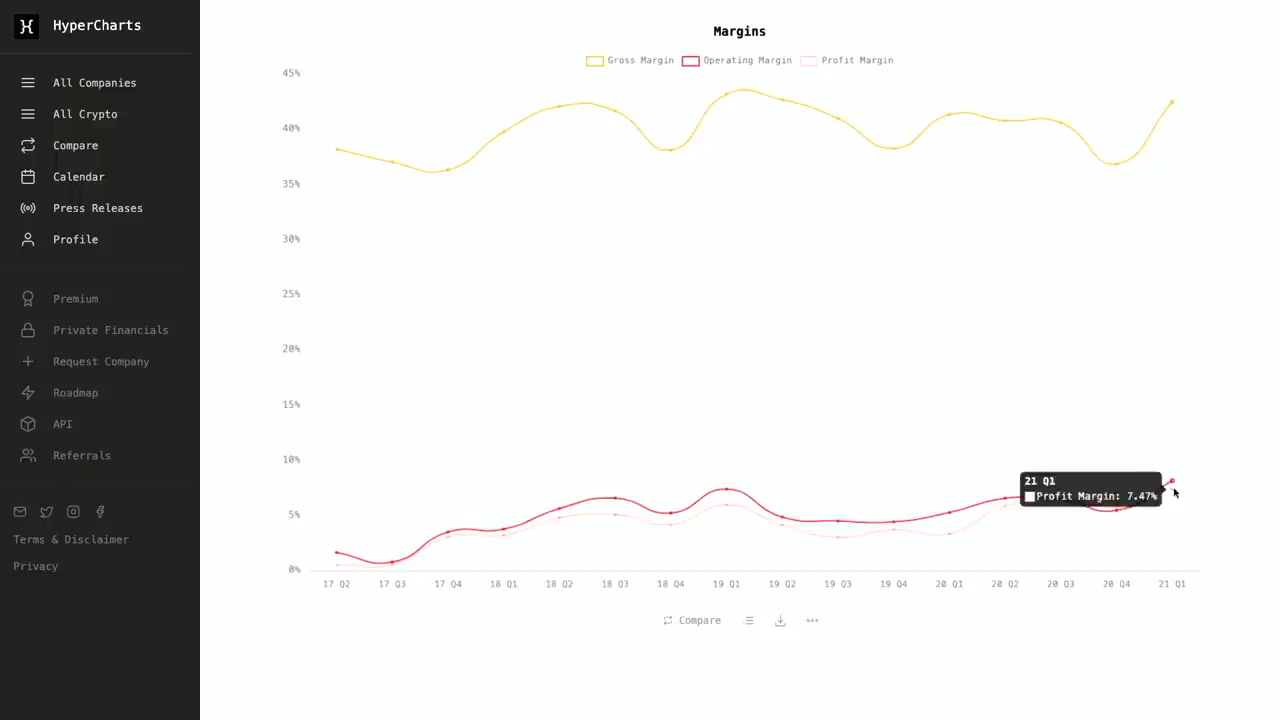 HyperCharts
All Companies
All Crypto
Compare
Calendar
Press Releases
Profile
Premium
Private Financials
Request Company
Roadmap
API
Referrals
Terms & Disclaimer
Privacy
Margins
Gross Margin Operating Margin Profit Margin
45%
40%
35%
30%
25%
20%
15%
10%
5%
0%
21 Q1
Profit Margin: 7.47%
17 Q2 17 Q3 17 Q4 18 Q1 18 Q2 18 Q3 18 Q4 19 Q1 19 Q2 19 Q3 19 Q4 20 Q1 20 Q2 20 Q3 20 Q4 21 Q1
Compare